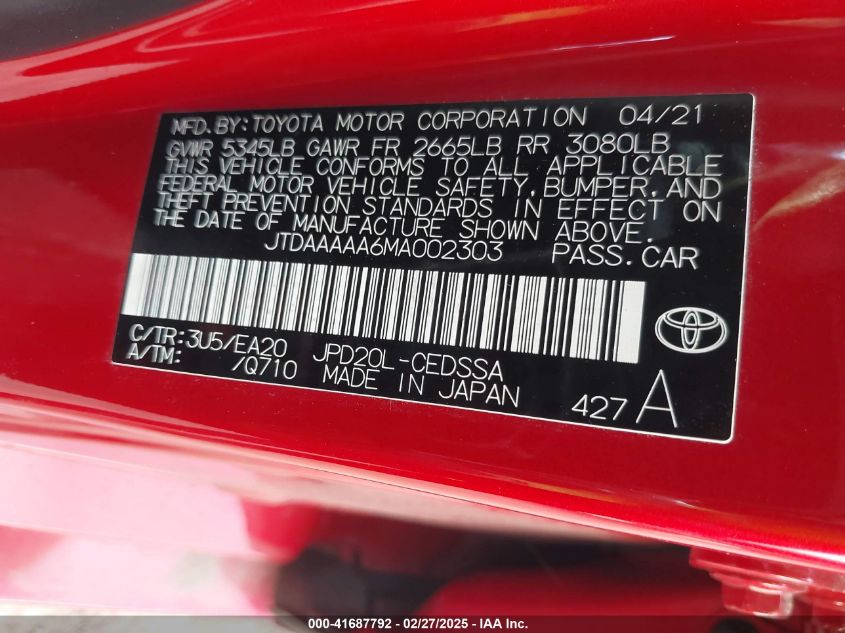 MFD. BY: TOYOTA MOTOR CORPORATION 04/21
GVWR 5345LB GAWR FR 2665LB RR 3080LB
THIS VEHICLE CONFORMS TO ALL APPLICABLE
FEDERAL MOTOR VEHICLE SAFETY, BUMPER, AND
THEFT PREVENTION STANDARDS IN EFFECT ON
THE DATE OF MANUFACTURE SHOWN ABOVE.
JTDAAAAA6MA002303 PASS. CAR
C/TR: 3U5/EA20 JPD20L-CEDSSA
A/TM: /Q710 MADE IN JAPAN
427 A
000-41687792 - 02/27/2025 - IAA Inc.